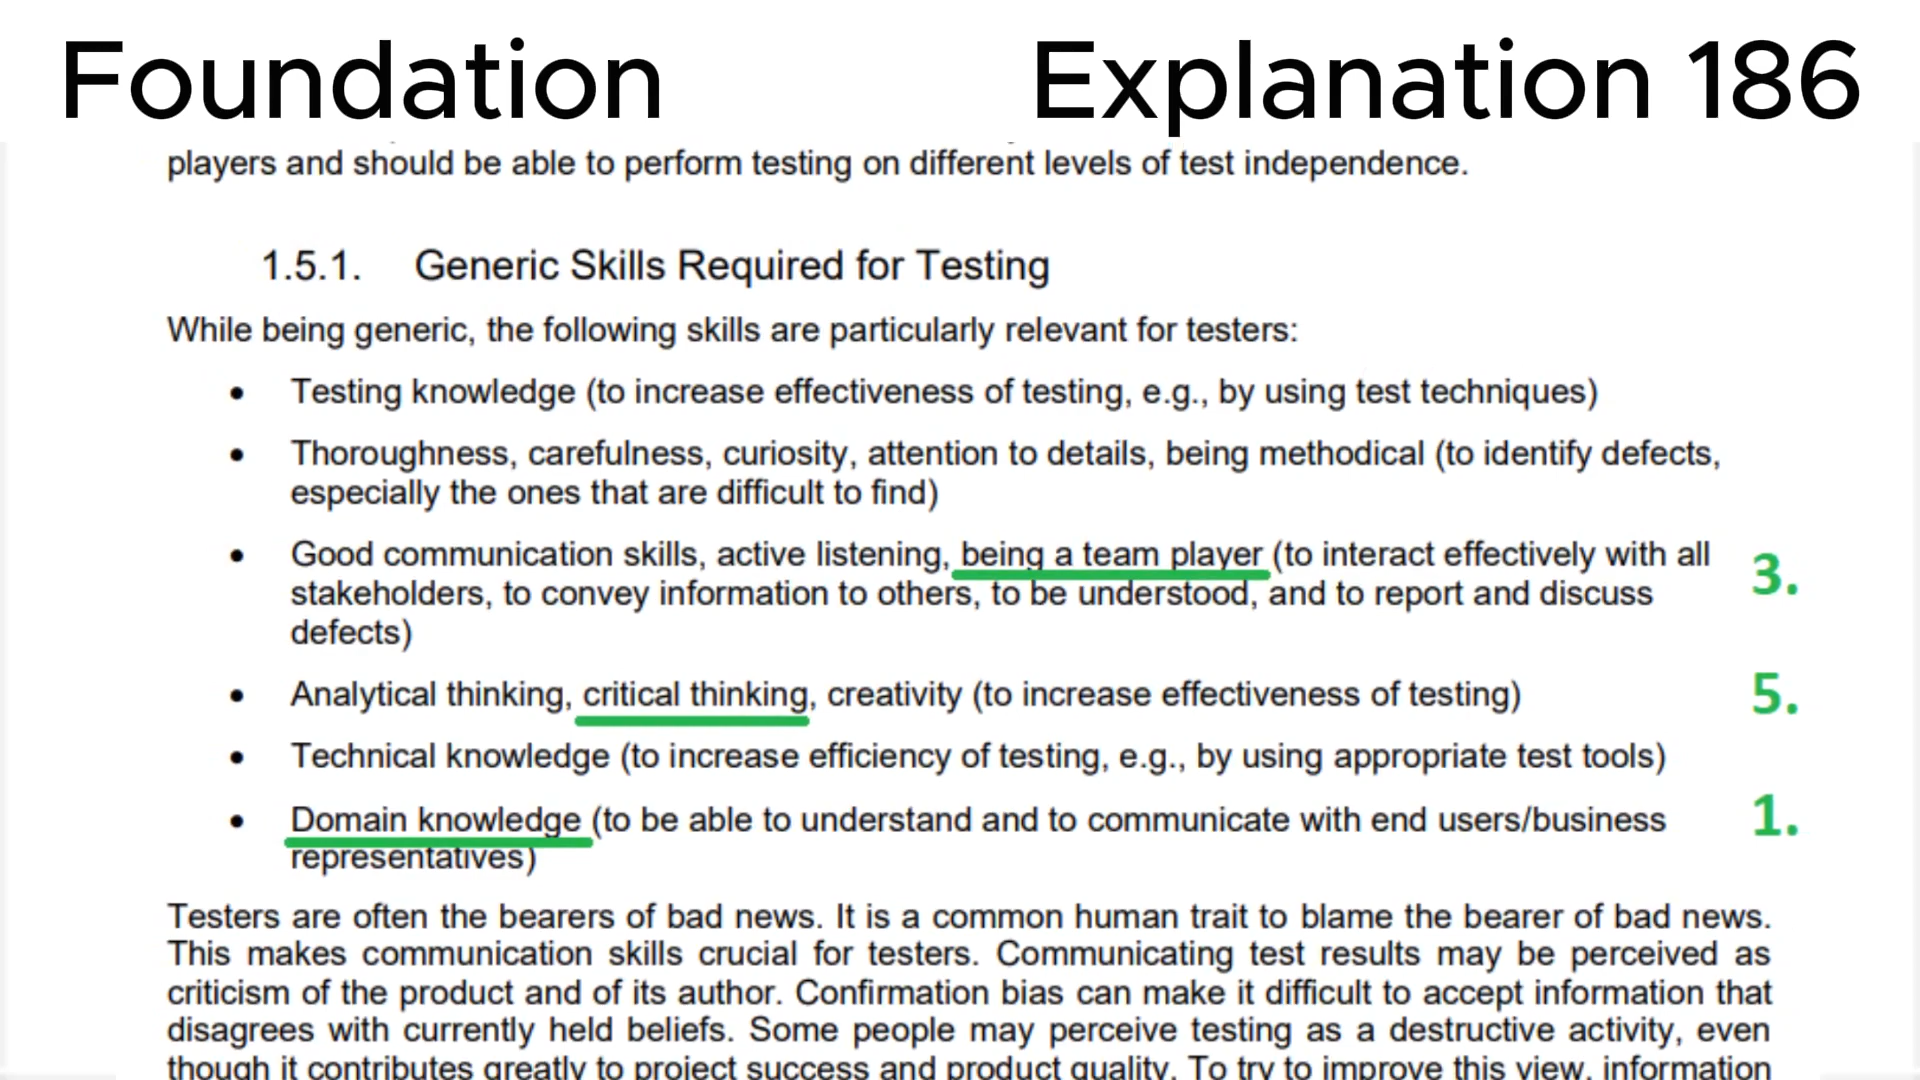 Foundation
Explanation 186
players and should be able to perform testing on different levels of test independence.
1.5.1. Generic Skills Required for Testing
While being generic, the following skills are particularly relevant for testers:
• Testing knowledge (to increase effectiveness of testing, e.g., by using test techniques)
• Thoroughness, carefulness, curiosity, attention to details, being methodical (to identify defects,
especially the ones that are difficult to find)
• Good communication skills, active listening, being a team player (to interact effectively with all
3.
stakeholders, to convey information to others, to be understood, and to report and discuss
defects)
• Analytical thinking, critical thinking, creativity (to increase effectiveness of testing)
5.
• Technical knowledge (to increase efficiency of testing, e.g., by using appropriate test tools)
• Domain knowledge (to be able to understand and to communicate with end users/business
1.
representatives)
Testers are often the bearers of bad news. It is a common human trait to blame the bearer of bad news.
This makes communication skills crucial for testers. Communicating test results may be perceived as
criticism of the product and of its author. Confirmation bias can make it difficult to accept information that
disagrees with currently held beliefs. Some people may perceive testing as a destructive activity, even
though it contributes greatly to project success and product quality. To try to improve this view, information